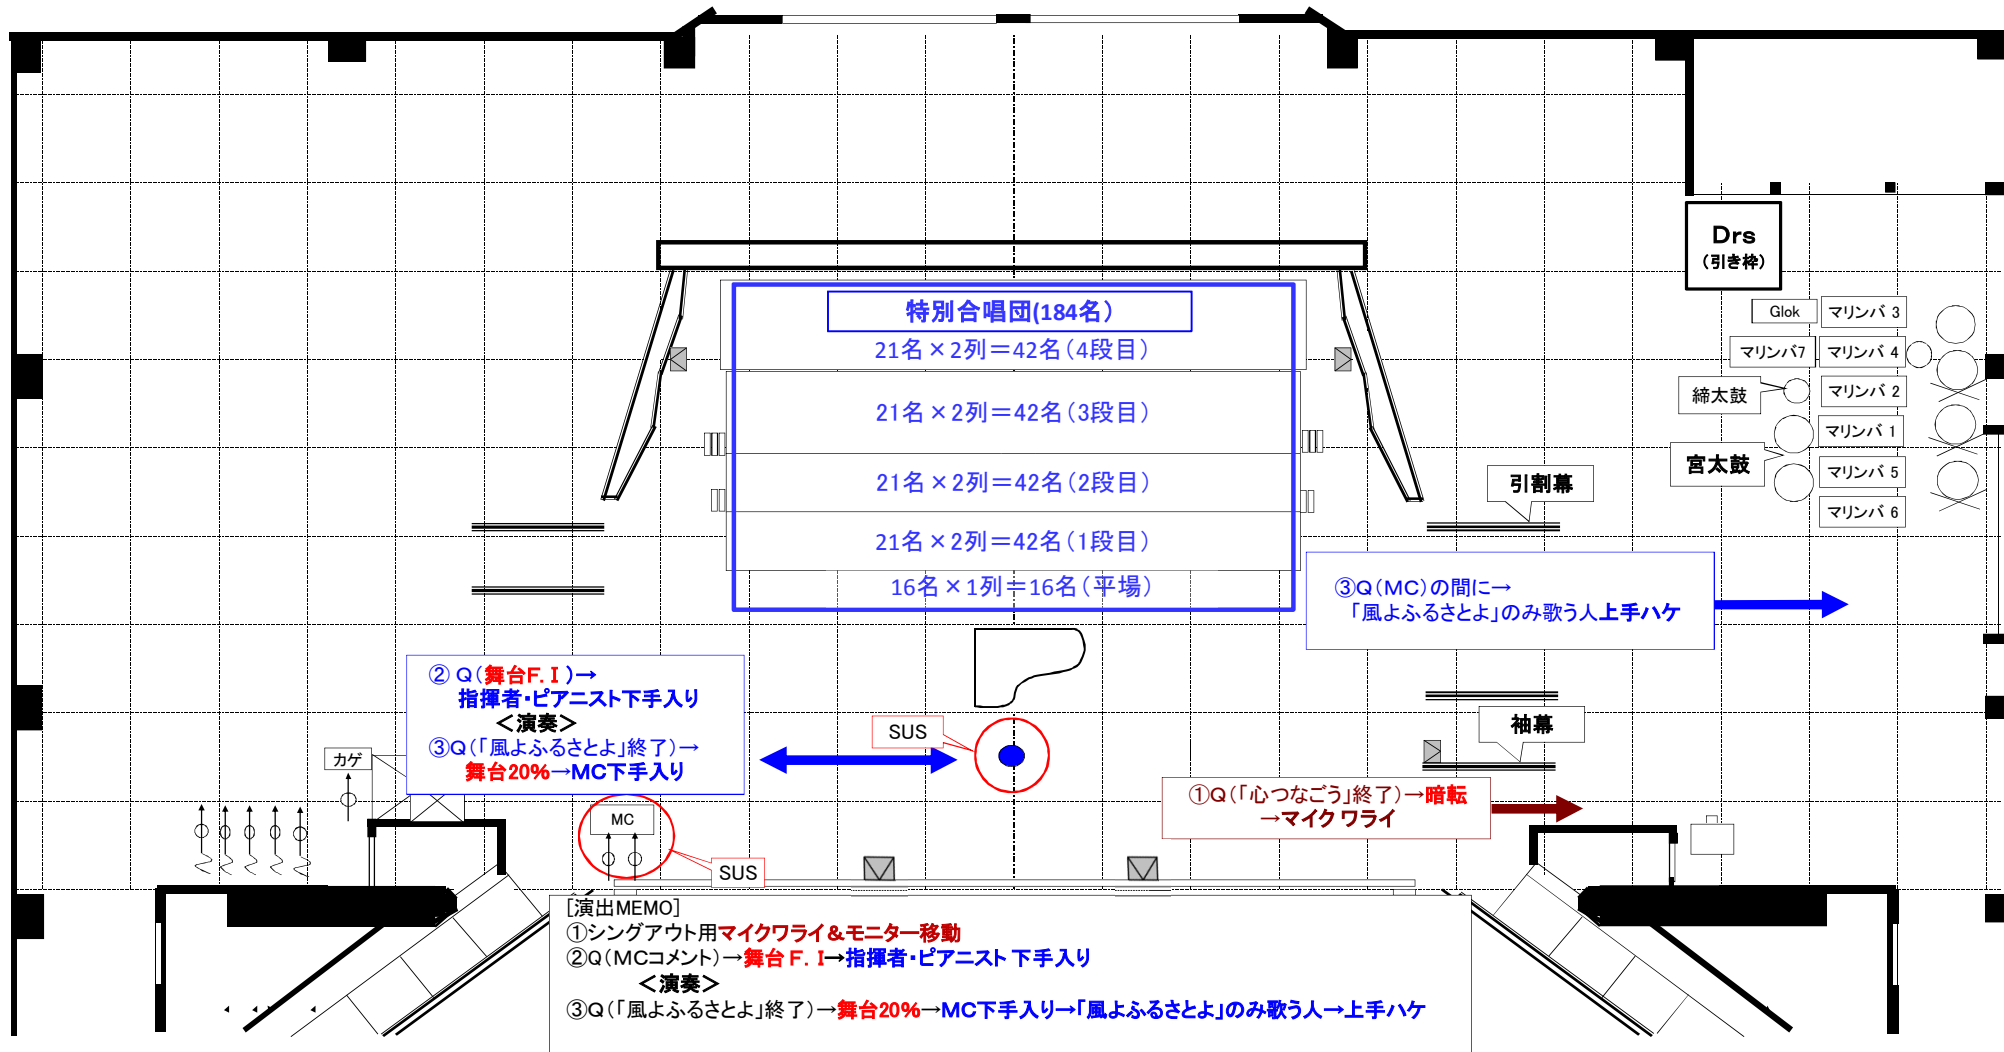 Drs
(引き枠)
特別合唱団(184名)
21名×2列＝42名(4段目)
21名×2列＝42名(3段目)
21名×2列＝42名(2段目)
21名×2列＝42名(1段目)
16名×1列＝16名(平場)
Glok
マリンバ 3
マリンバ7
マリンバ 4
締太鼓
マリンバ 2
マリンバ 1
宮太鼓
マリンバ 5
マリンバ 6
引割幕
③Q(MC)の間に→
「風よふるさとよ」のみ歌う人上手ハケ
② Q(舞台F.I)→
指揮者・ピアニスト下手入り
＜演奏＞
③Q(「風よふるさとよ」終了)→
舞台20%→MC下手入り
SUS
袖幕
カゲ
①Q(「心つなごう」終了)→暗転
→マイク ワライ
MC
SUS
[演出MEMO]
①シングアウト用マイクワライ&モニター移動
②Q(MCコメント)→舞台 F. I→指揮者・ピアニスト 下手入り
＜演奏＞
③Q(「風よふるさとよ」終了)→舞台20%→MC下手入り→「風よふるさとよ」のみ歌う人→上手ハケ